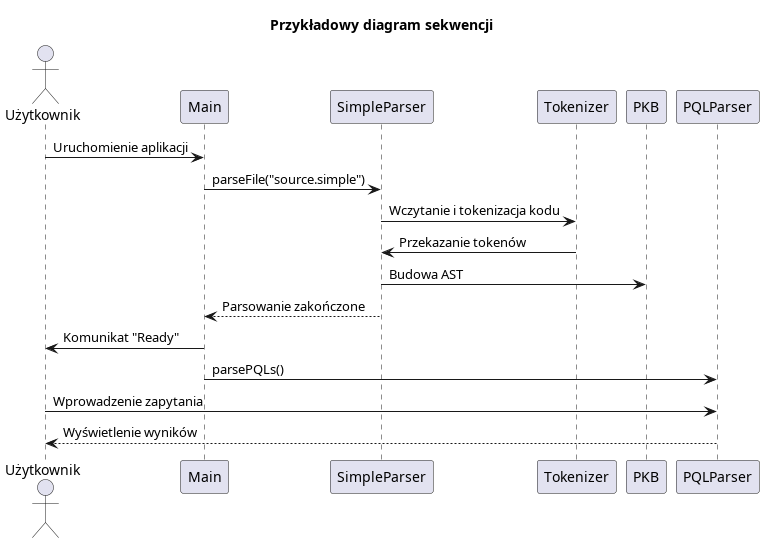 Przykładowy diagram sekwencji
Użytkownik
Main
SimpleParser
Tokenizer
PKB
PQLParser
Uruchomienie aplikacji
parseFile("source.simple")
Wczytanie i tokenizacja kodu
Przekazanie tokenów
Budowa AST
Parsowanie zakończone
Komunikat "Ready"
parsePQLs()
Wprowadzenie zapytania
Wyświetlenie wyników
Użytkownik
Main
SimpleParser
Tokenizer
PKB
PQLParser